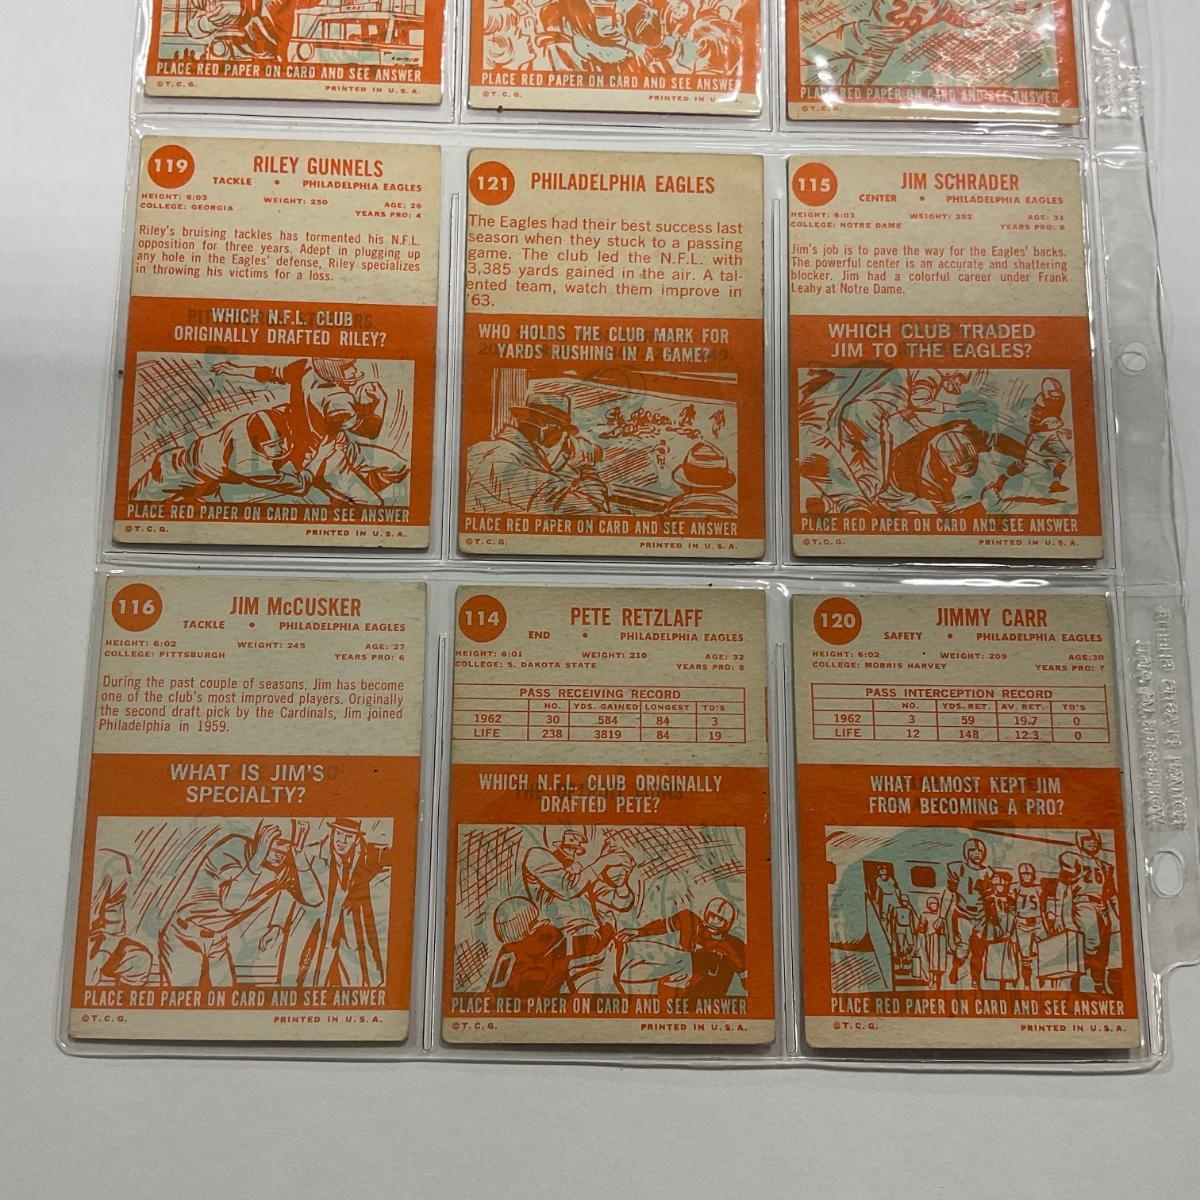 25
PLACE RED PAPER ON CARD AND SEE ANSWER
©T.C.G. PRINTED IN U.S.A.
PLACE RED PAPER ON CARD AND SEE ANSWER
©T.C.G. PRINTED IN U.S.A.
PLACE RED PAPER ON CARD AND SEE ANSWER
©T.C.G.
119
RILEY GUNNELS
TACKLE • PHILADELPHIA EAGLES
HEIGHT: 6:03 WEIGHT: 250 AGE: 26
COLLEGE: GEORGIA YEARS PRO: 4
Riley's bruising tackles has tormented his N.F.L.
opposition for three years. Adept in plugging up
any hole in the Eagles' defense, Riley specializes
in throwing his victims for a loss.
WHICH N.F.L. CLUB
ORIGINALLY DRAFTED RILEY?
PLACE RED PAPER ON CARD AND SEE ANSWER
©T.C.G. PRINTED IN U.S.A.
121
PHILADELPHIA EAGLES
The Eagles had their best success last
season when they stuck to a passing
game. The club led the N.F.L. with
3,385 yards gained in the air. A tal-
ented team, watch them improve in
'63.
WHO HOLDS THE CLUB MARK FOR
YARDS RUSHING IN A GAME?
PLACE RED PAPER ON CARD AND SEE ANSWER
©T.C.G. PRINTED IN U.S.A.
115
JIM SCHRADER
CENTER • PHILADELPHIA EAGLES
HEIGHT: 6:03 WEIGHT: 252 AGE: 31
COLLEGE: NOTRE DAME YEARS PRO: 8
Jim's job is to pave the way for the Eagles' backs.
The powerful center is an accurate and shattering
blocker. Jim had a colorful career under Frank
Leahy at Notre Dame.
WHICH CLUB TRADED
JIM TO THE EAGLES?
PLACE RED PAPER ON CARD AND SEE ANSWER
©T.C.G. PRINTED IN U.S.A.
116
JIM McCUSKER
TACKLE • PHILADELPHIA EAGLES
HEIGHT: 6:02 WEIGHT: 245 AGE: 27
COLLEGE: PITTSBURGH YEARS PRO: 6
During the past couple of seasons, Jim has become
one of the club's most improved players. Originally
the second draft pick by the Cardinals, Jim joined
Philadelphia in 1959.
WHAT IS JIM'S
SPECIALTY?
PLACE RED PAPER ON CARD AND SEE ANSWER
©T.C.G. PRINTED IN U.S.A.
114
PETE RETZLAFF
END • PHILADELPHIA EAGLES
HEIGHT: 6:01 WEIGHT: 210 AGE: 32
COLLEGE: S. DAKOTA STATE YEARS PRO: 8
PASS RECEIVING RECORD
NO. YDS. GAINED LONGEST TD'S
1962 30 584 84 3
LIFE 238 3819 84 19
WHICH N.F.L. CLUB ORIGINALLY
DRAFTED PETE?
PLACE RED PAPER ON CARD AND SEE ANSWER
©T.C.G. PRINTED IN U.S.A.
120
JIMMY CARR
SAFETY • PHILADELPHIA EAGLES
HEIGHT: 6:02 WEIGHT: 209 AGE:30
COLLEGE: MORRIS HARVEY YEARS PRO: 7
PASS INTERCEPTION RECORD
NO. YDS. RET. AV. RET. TD'S
1962 3 59 19.7 0
LIFE 12 148 12.3 0
WHAT ALMOST KEPT JIM
FROM BECOMING A PRO?
14 75 26
PLACE RED PAPER ON CARD AND SEE ANSWER
©T.C.G. PRINTED IN U.S.A.